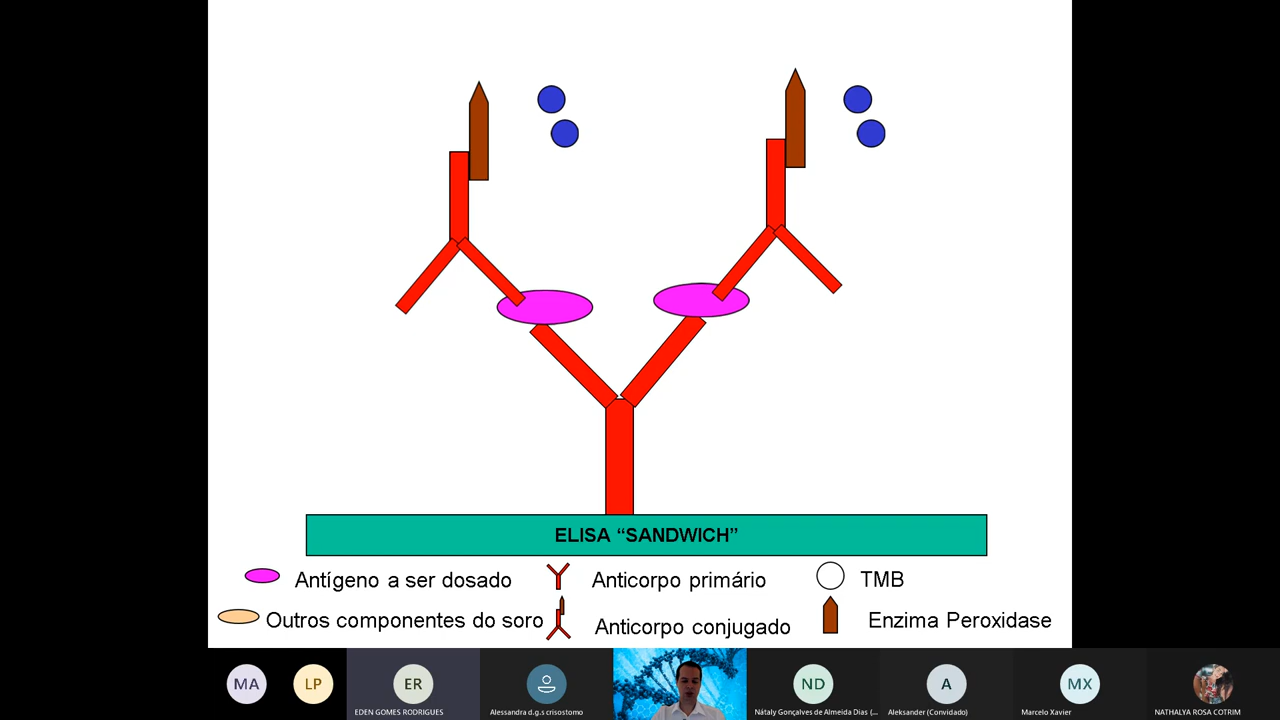 ELISA “SANDWICH”
Antígeno a ser dosado
Anticorpo primário
TMB
Outros componentes do soro
Anticorpo conjugado
Enzima Peroxidase
MA
LP
ER
ND
A
MX
EDEN GOMES RODRIGUES
Alessandra d.g.s crisostomo
Nátaly Gonçalves de Almeida Dias (...
Aleksander (Convidado)
Marcelo Xavier
NATHALYA ROSA COTRIM